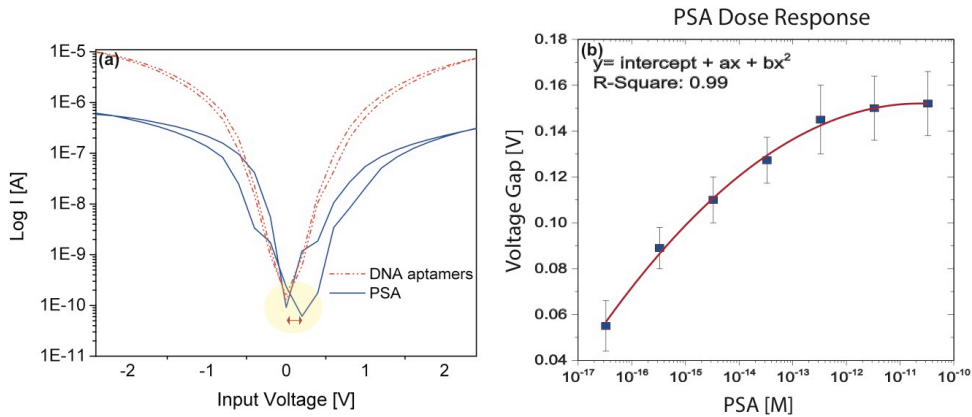 PSA Dose Response
(a)
1E-5
1E-6
1E-7
1E-8
1E-9
1E-10
1E-11
Log I [A]
DNA aptamers
PSA
-2 -1 0 1 2
Input Voltage [V]
(b)
y= intercept + ax + bx²
R-Square: 0.99
0.18
0.16
0.14
0.12
0.10
0.08
0.06
0.04
Voltage Gap [V]
10⁻¹⁷ 10⁻¹⁶ 10⁻¹⁵ 10⁻¹⁴ 10⁻¹³ 10⁻¹² 10⁻¹¹ 10⁻¹⁰
PSA [M]